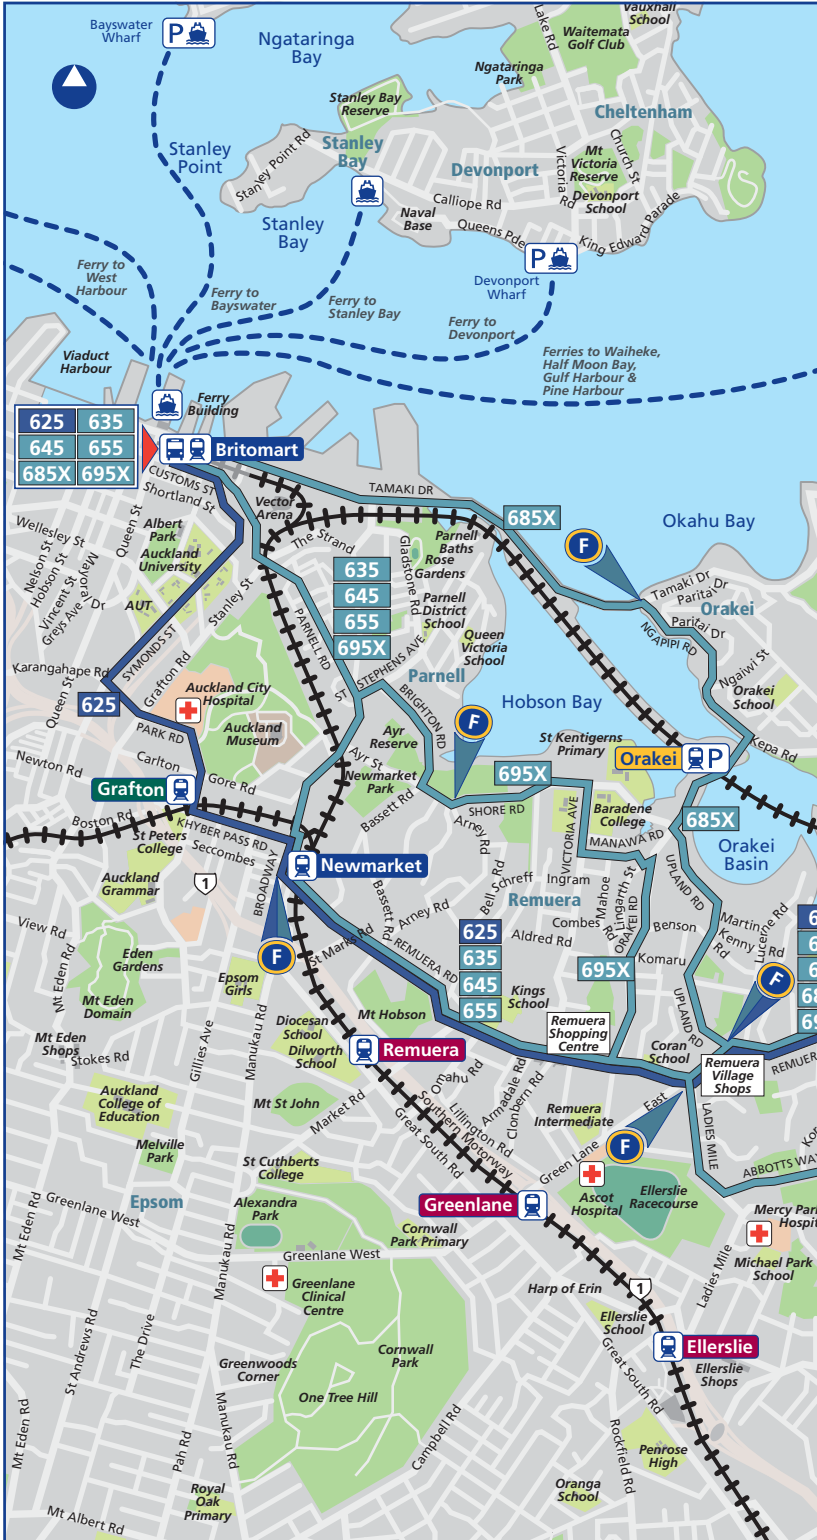 Bayswater
Wharf
P
Ngataringa
Bay
Vauxhall
School
Lake Rd
Waitemata
Golf Club
Ngataringa
Park
Stanley Bay
Reserve
Cheltenham
Stanley
Point
Stanley Point Rd
Stanley
Bay
Devonport
Mt
Victoria
Reserve
Church St
Victoria Rd
Devonport
School
Calliope Rd
Naval
Base
Queens Pde
King Edward Parade
Stanley
Bay
P
Devonport
Wharf
Ferry to
West
Harbour
Ferry to
Bayswater
Ferry to
Stanley Bay
Ferry to
Devonport
Ferries to Waiheke,
Half Moon Bay,
Gulf Harbour &
Pine Harbour
Viaduct
Harbour
Ferry
Building
625 635
645 655
685X 695X
Britomart
CUSTOMS ST
Shortland St
TAMAKI DR
Vector
Arena
685X
Okahu Bay
Wellesley St
Queen St
Albert
Park
Auckland
University
The Strand
Gladstone Rd
Parnell
Baths
Rose
Gardens
F
Nelson St
Hobson St
Vincent St
Mayoral Dr
Greys Ave
AUT
Stanley St
635
645
655
695X
Parnell
District
School
Tamaki Dr
Paritai Dr
Orakei
Paritai Dr
NGAPIPI RD
Queen
Victoria
School
SYMONDS ST
PARNELL RD
ST STEPHENS AVE
Parnell
Ngaiwi St
Karangahape Rd
Queen St
Grafton Rd
Auckland City
Hospital
625
Orakei
School
Hobson Bay
BRIGHTON RD
F
Auckland
Museum
PARK RD
Ayr
Reserve
St Kentigerns
Primary
Orakei
P
Kepa Rd
Newton Rd
Carlton
Gore Rd
Ayr St
Newmarket
Park
695X
Grafton
Bassett Rd
SHORE RD
VICTORIA AVE
Baradene
College
Boston Rd
KHYBER PASS RD
St Peters
College
Seccombes
Arney Rd
MANAWA RD
685X
Orakei
Basin
Newmarket
Auckland
Grammar
1
BROADWAY
Bell
Schreff Rd
Ingram
UPLAND RD
Bassett Rd
Remuera
Mahoe Rd
Lingarth St
View Rd
Arney Rd
Combes
ORAKEI RD
Benson
Martin
Kenny Rd
Lucerne Rd
Mt Eden Rd
Eden
Gardens
F
St Marks Rd
REMUERA RD
625
635
645
655
Aldred Rd
Komaru
695X
F
Epsom
Girls
Kings
School
UPLAND RD
Mt Eden
Domain
Mt Hobson
Diocesan
School
Dilworth
School
Remuera
Shopping
Centre
Coran
School
Mt Eden
Shops
Stokes Rd
Gillies Ave
Manukau Rd
Remuera
Remuera
Village
Shops
Auckland
College of
Education
Mt St John
Market Rd
Omahu Rd
Lillington Rd
Armadale Rd
Clonbern Rd
Southern Motorway
Great South Rd
Remuera
Intermediate
East
F
LADIES MILE
Melville
Park
Green Lane
ABBOTTS WAY
St Cuthberts
College
Ascot
Hospital
Ellerslie
Racecourse
Epsom
Greenlane
Greenlane West
Mt Eden Rd
Alexandra
Park
Cornwall
Park Primary
Ladies Mile
Manukau Rd
Greenlane West
Michael Park
School
Greenlane
Clinical
Centre
Harp of Erin
1
Ellerslie
School
St Andrews Rd
The Drive
Ellerslie
Great South Rd
Ellerslie
Shops
Greenwoods
Corner
Cornwall
Park
One Tree Hill
Mt Eden Rd
Pah Rd
Manukau Rd
Campbell Rd
Rockfield Rd
Penrose
High
Royal
Oak
Primary
Oranga
School
Mt Albert Rd